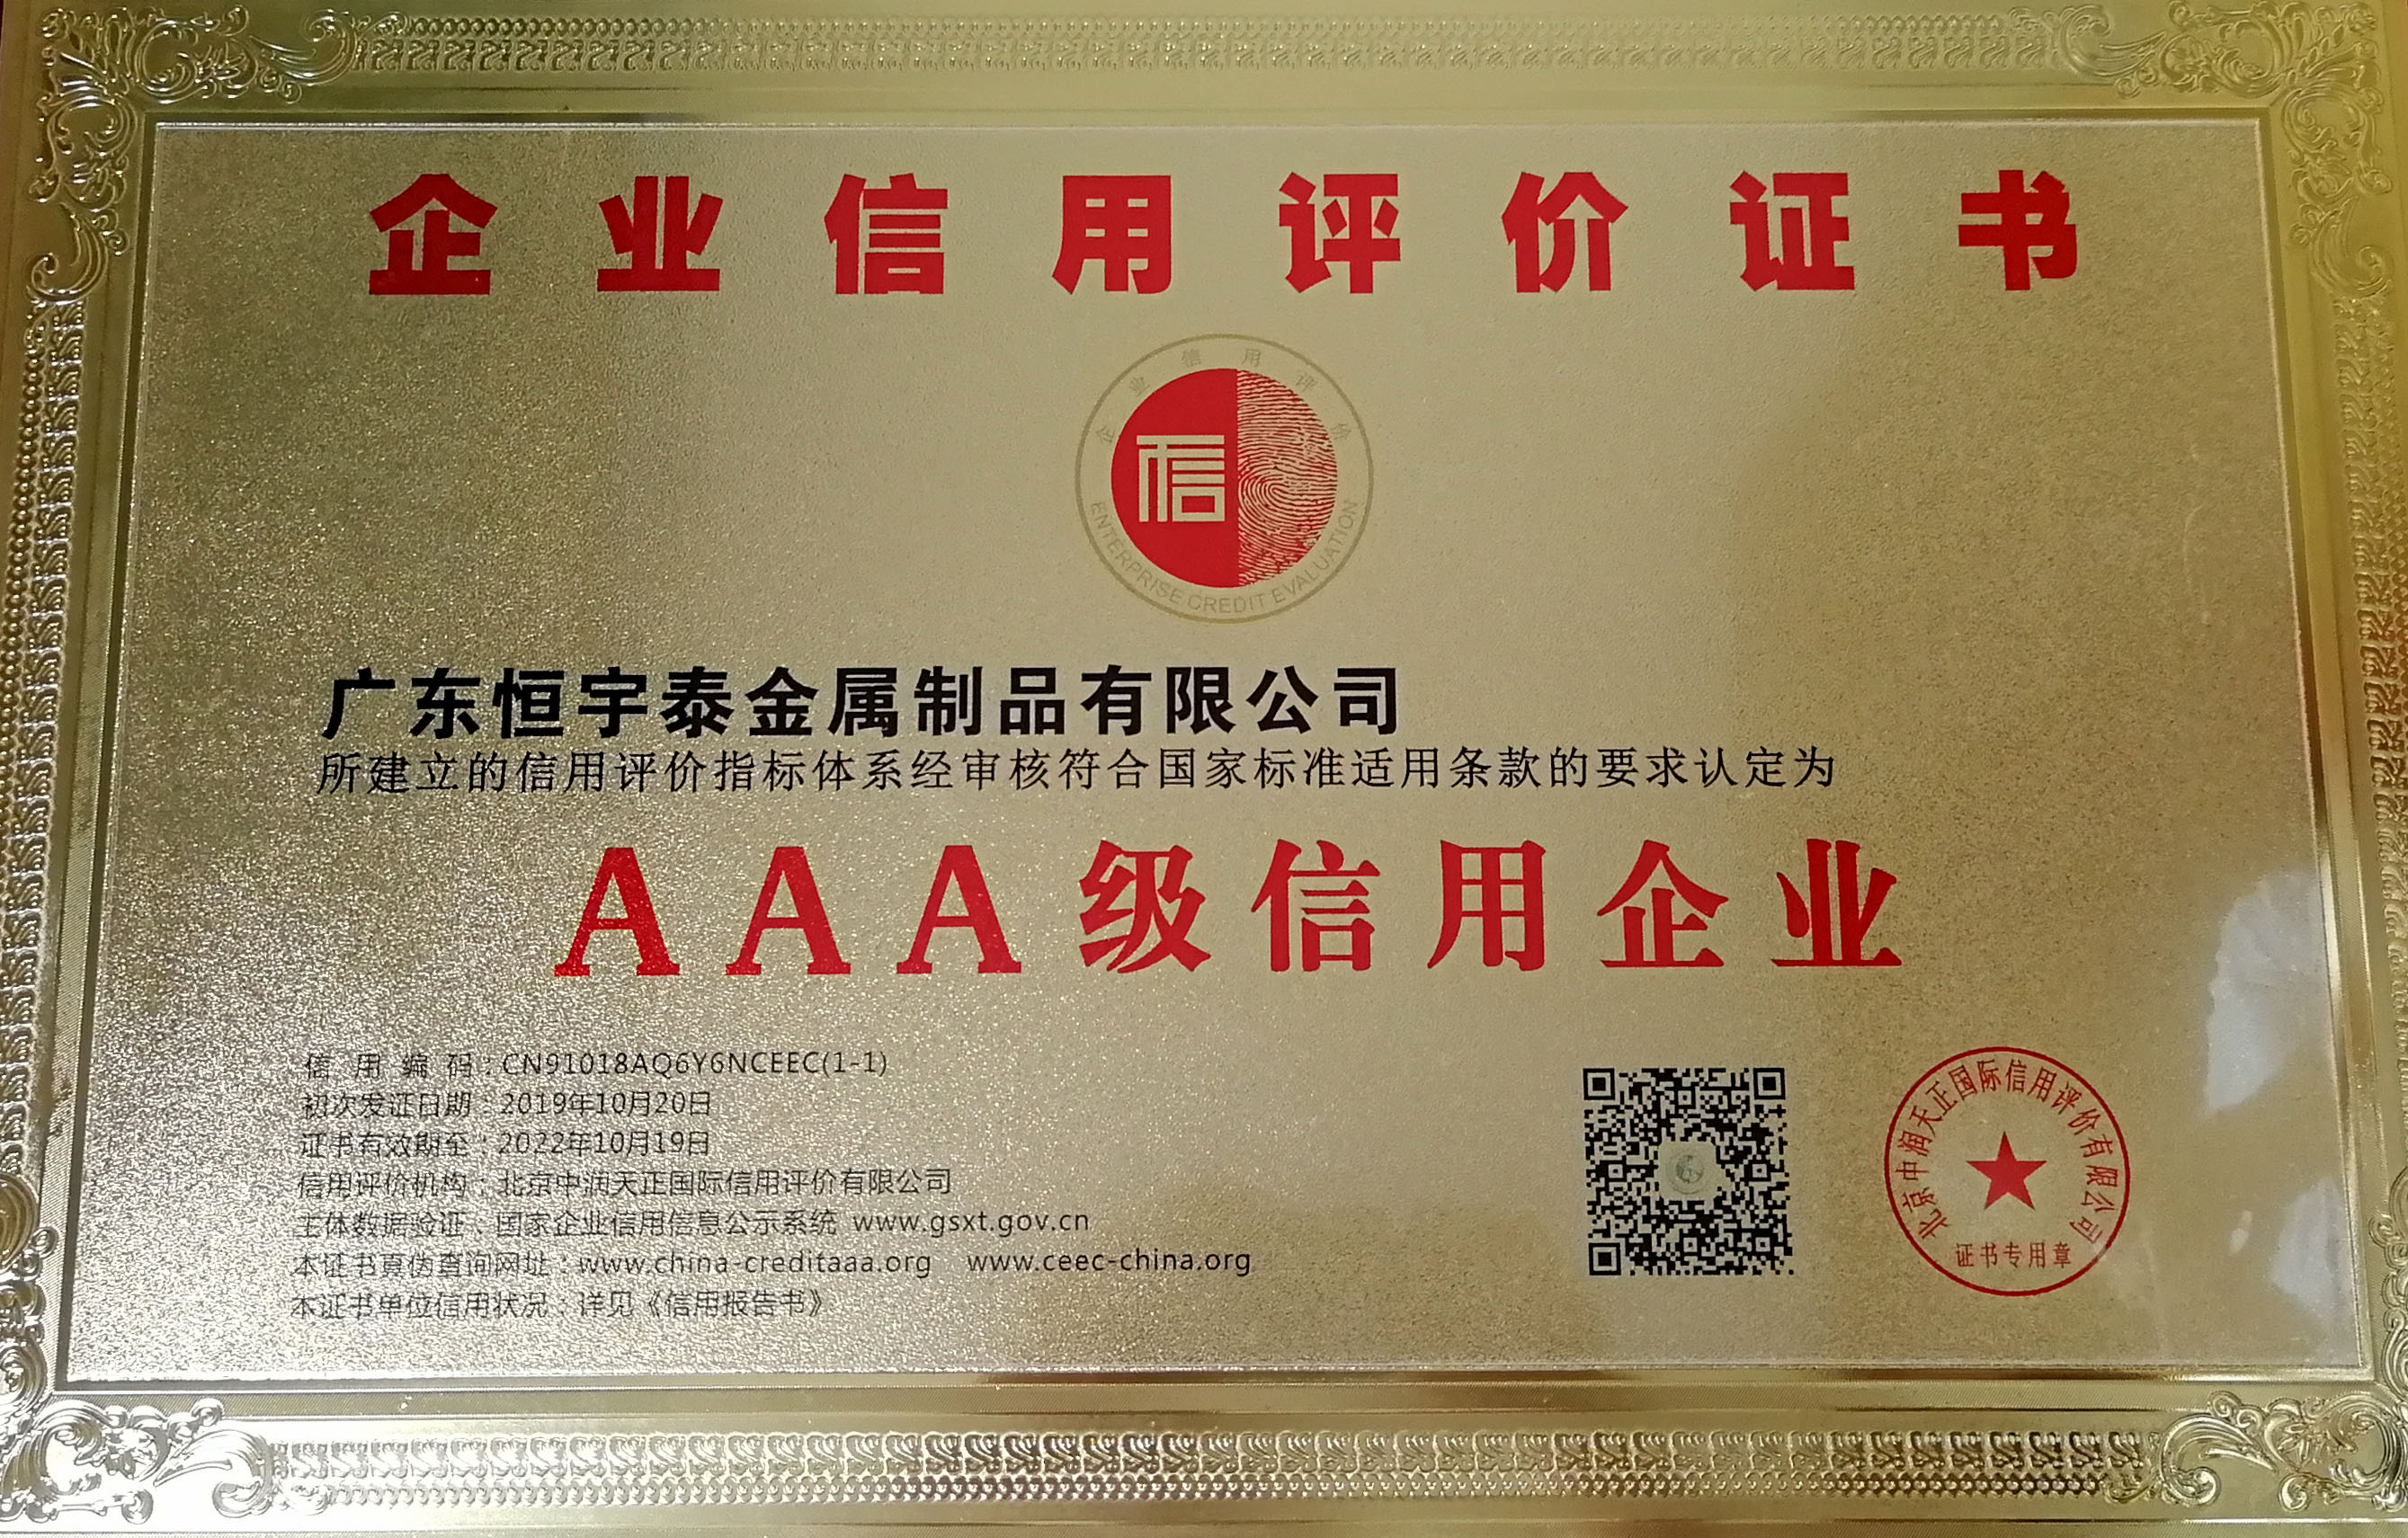 企业信用评价证书
企业信用评价
信
ENTERPRISE CREDIT EVALUATION
广东恒宇泰金属制品有限公司
所建立的信用评价指标体系经审核符合国家标准适用条款的要求认定为
AAA级信用企业
信用编码：CN91018AQ6Y6NCEEC(1-1)
初次发证日期：2019年10月20日
证书有效期至：2022年10月19日
信用评价机构：北京中润天正国际信用评价有限公司
主体数据验证：国家企业信用信息公示系统 www.gsxt.gov.cn
本证书真伪查询网址：www.china-creditaaa.org www.ceec-china.org
本证书单位信用状况：详见《信用报告书》
北京中润天正国际信用评价有限公司
证书专用章